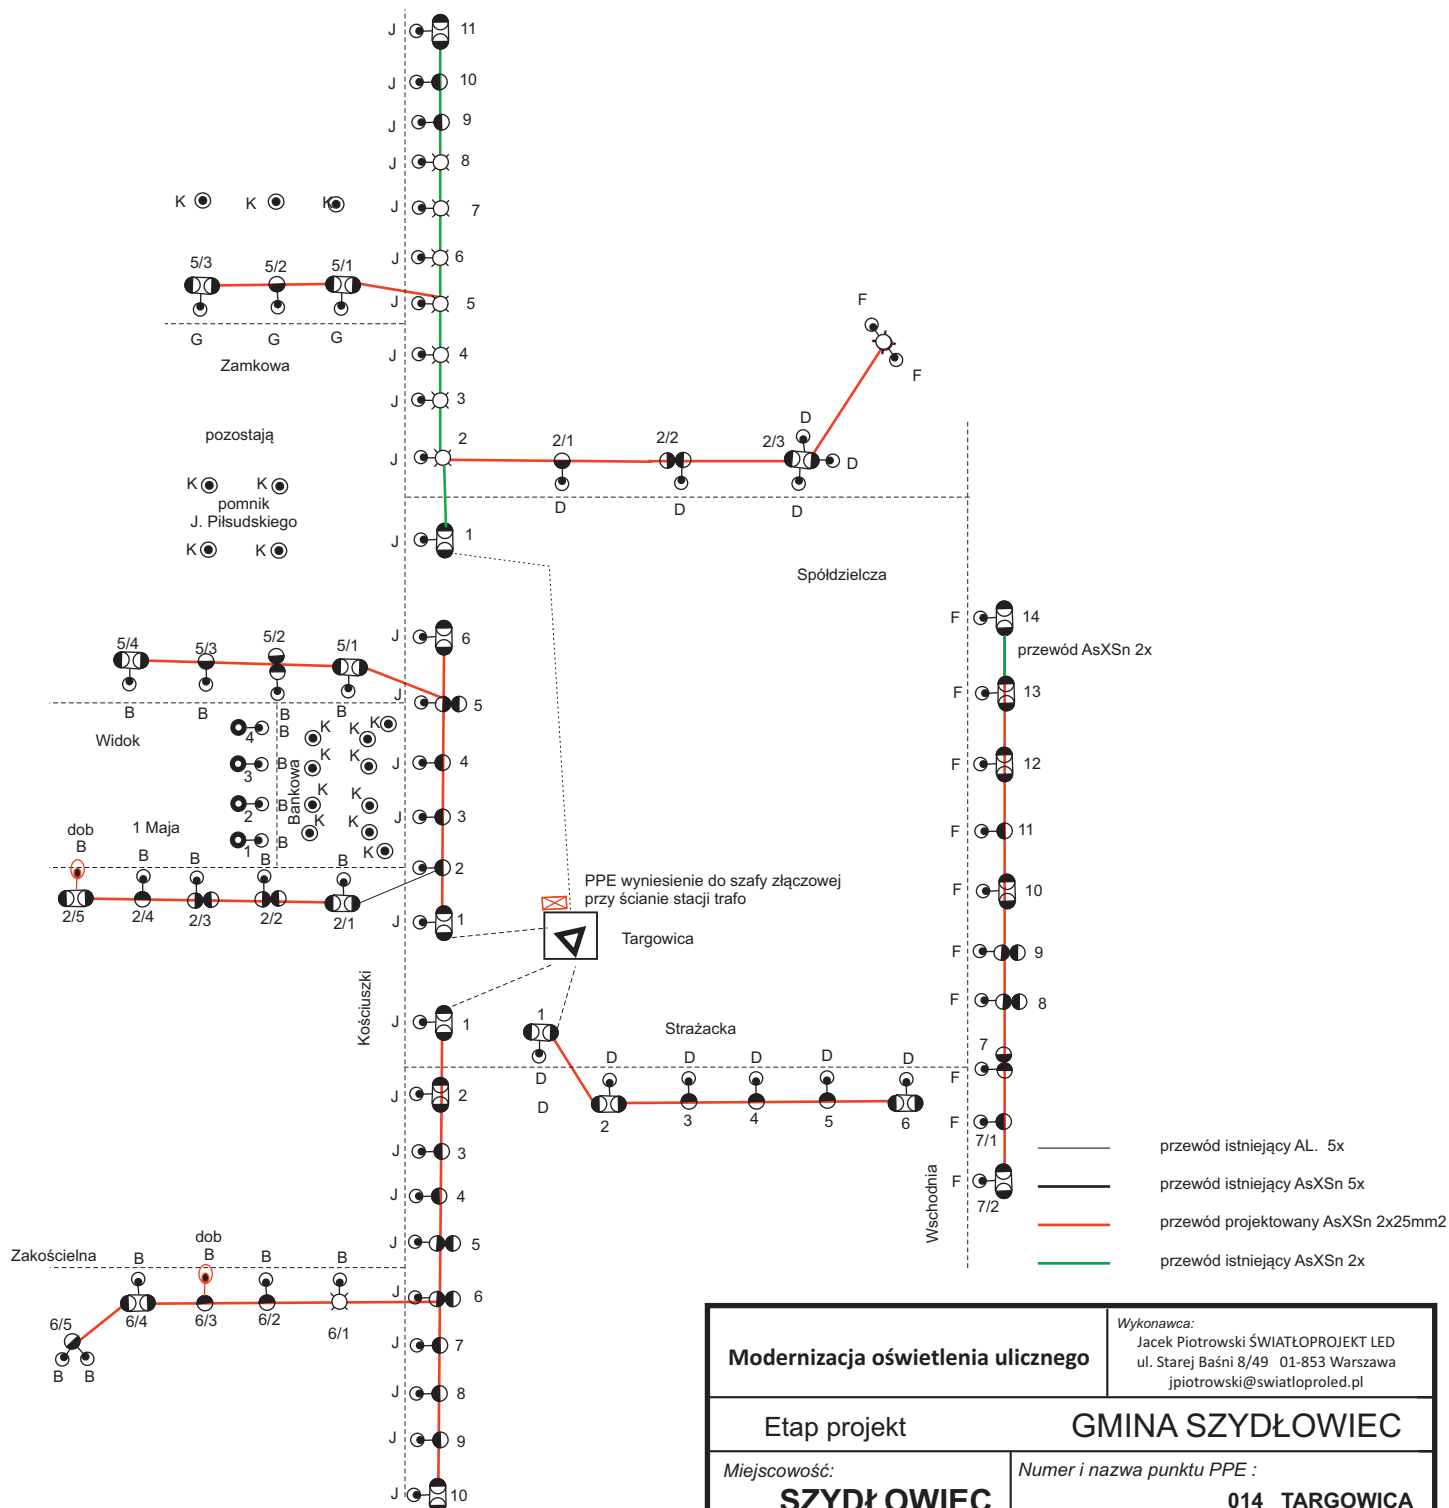 J 11
J 10
J 9
J 8
K K K J 7
5/3 5/2 5/1 J 6
J 5
G G G
Zamkowa
J 4
J 3
F
F
pozostają
J 2 2/1 2/2 2/3 D
D
D D D
K K
pomnik
J. Piłsudskiego
K K
J 1
Spółdzielcza
J 6
5/4 5/3 5/2 5/1
J 5
B B B B
Widok
B K K K
4
K K
J 4
3 B
Bankowa
K K
J 3
2 B
K K
1 B
K
dob
B
1 Maja
B B B B
2
2/5 2/4 2/3 2/2 2/1
J 1
PPE wyniesienie do szafy złączowej
przy ścianie stacji trafo
Targowica
Kościuszki
F 14
przewód AsXSn 2x
F 13
F 12
F 11
F 10
F 9
F 8
7
F
F
7/1
F
7/2
Wschodnia
J 1
1
Strażacka
D
D
D D D D D
2 3 4 5 6
J 2
J 3
J 4
J 5
Zakościelna
B
dob
B B B
J 6
6/5 6/4 6/3 6/2 6/1
B B
J 7
J 8
J 9
J 10
przewód istniejący AL. 5x
przewód istniejący AsXSn 5x
przewód projektowany AsXSn 2x25mm2
przewód istniejący AsXSn 2x
Modernizacja oświetlenia ulicznego
Wykonawca:
Jacek Piotrowski ŚWIATŁOPROJEKT LED
ul. Starej Baśni 8/49 01-853 Warszawa
jpiotrowski@swiatloproled.pl
Etap projekt GMINA SZYDŁOWIEC
Miejscowość:
SZYDŁOWIEC
Numer i nazwa punktu PPE :
014 TARGOWICA